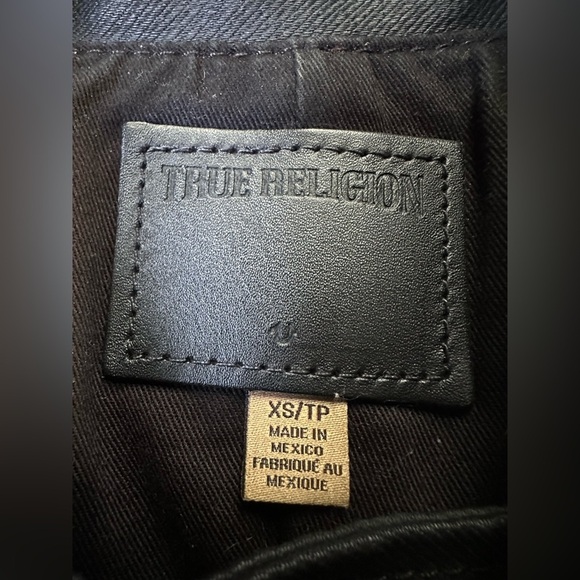 TRUE RELIGION
XS/TP
MADE IN
MEXICO
FABRIQUÉ AU
MEXIQUE